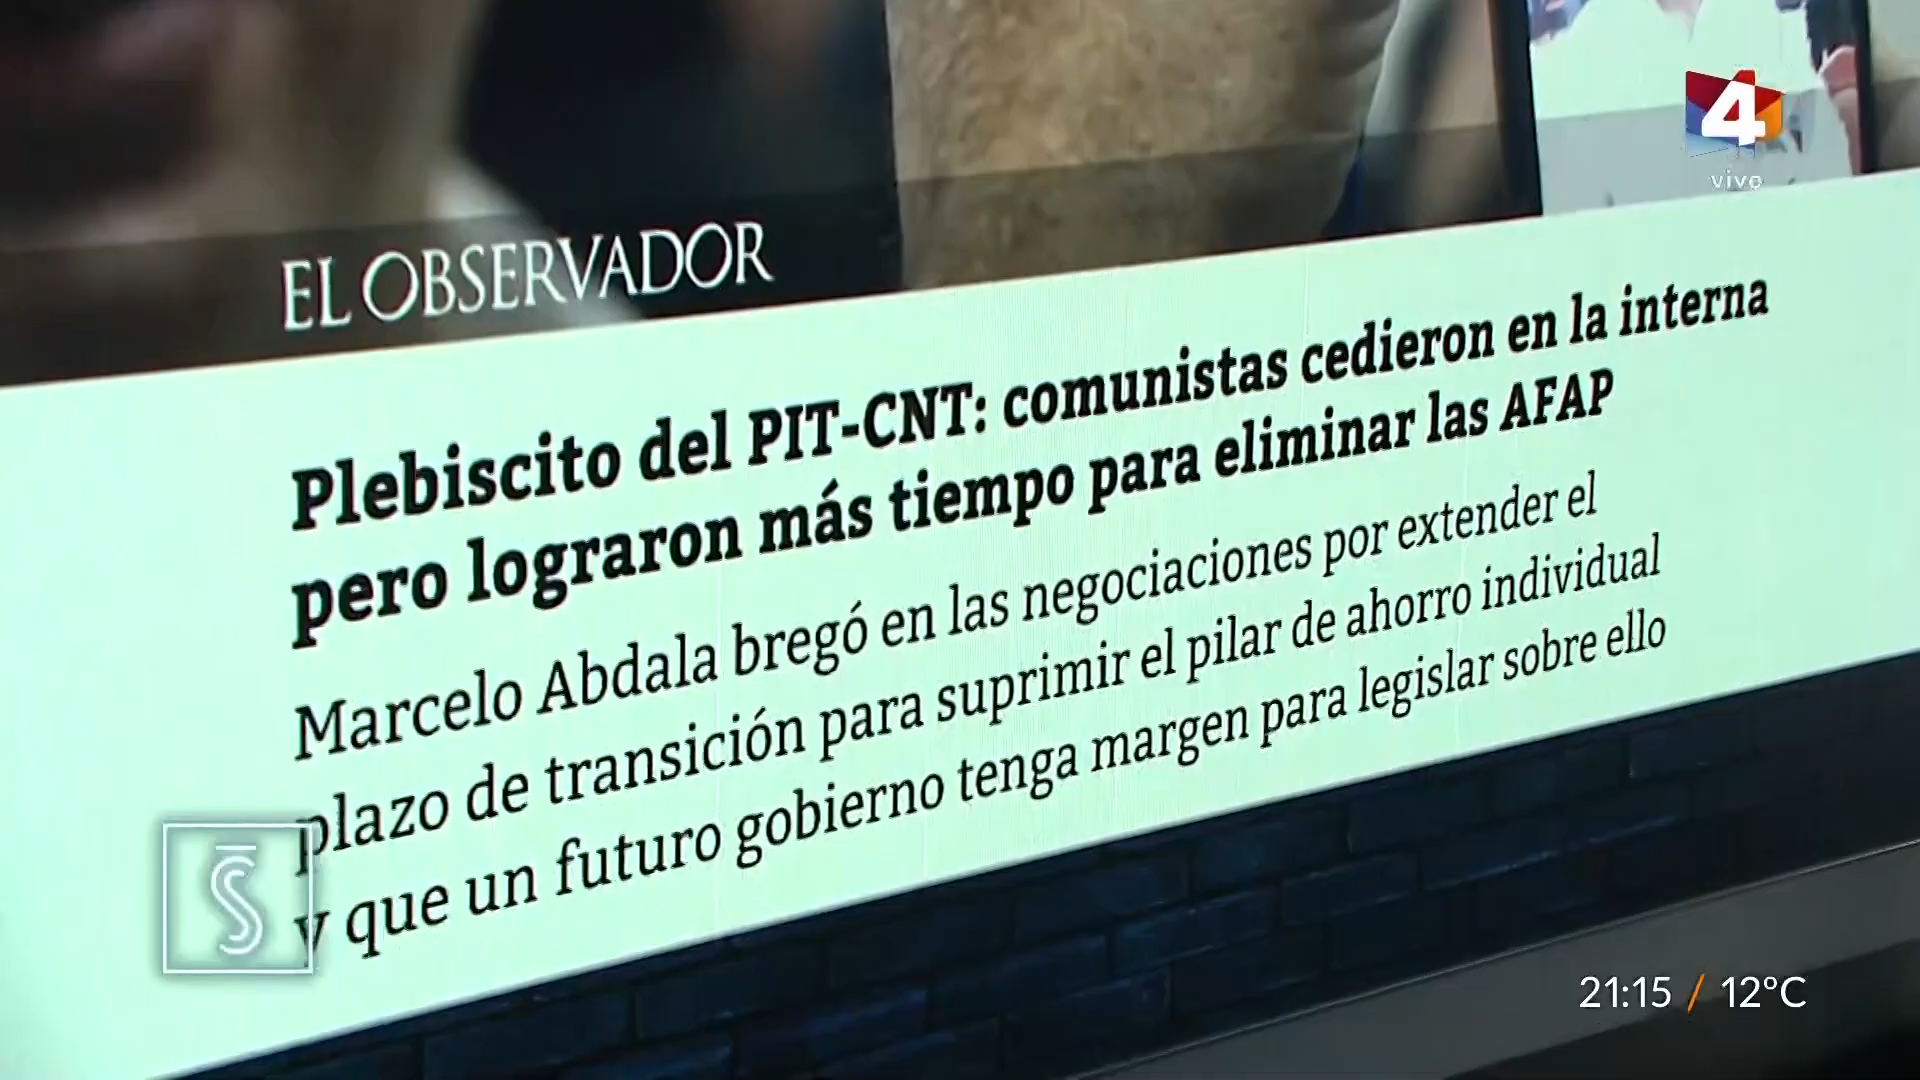 4
vivo
EL OBSERVADOR
Plebiscito del PIT-CNT: comunistas cedieron en la interna
pero lograron más tiempo para eliminar las AFAP
Marcelo Abdala bregó en las negociaciones por extender el
plazo de transición para suprimir el pilar de ahorro individual
y que un futuro gobierno tenga margen para legislar sobre ello
21:15 / 12°C